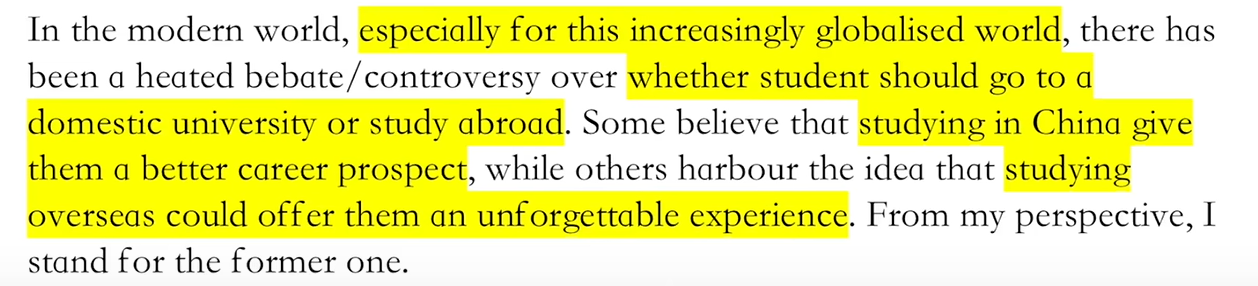 In the modern world, especially for this increasingly globalised world, there has
been a heated bebate/controversy over whether student should go to a
domestic university or study abroad. Some believe that studying in China give
them a better career prospect, while others harbour the idea that studying
overseas could offer them an unforgettable experience. From my perspective, I
stand for the former one.